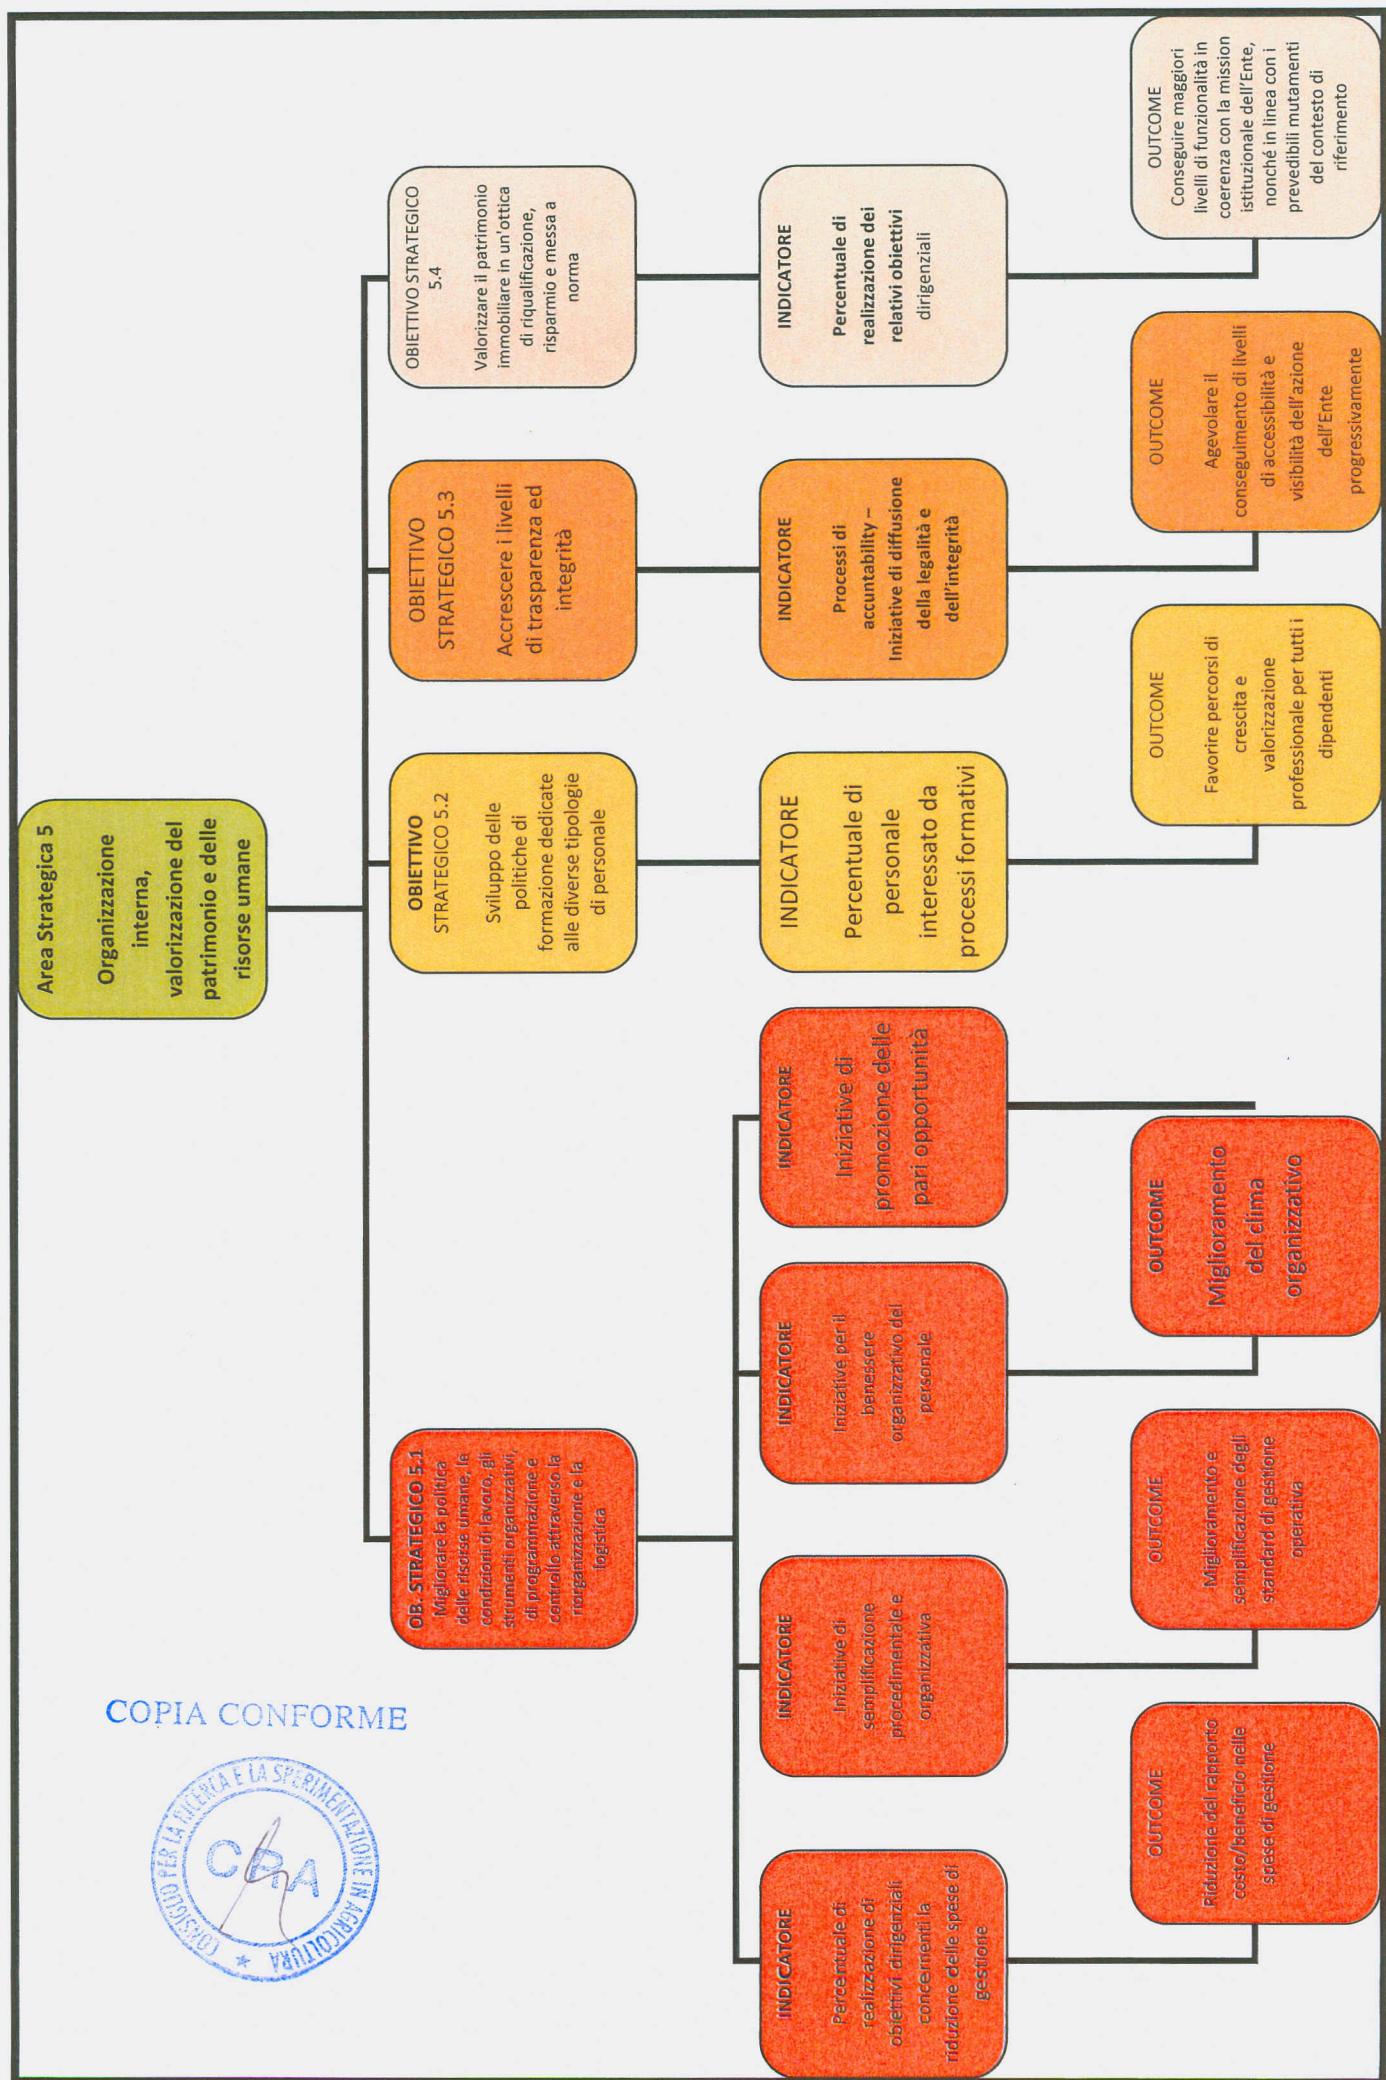 Area Strategica 5
Organizzazione
interna,
valorizzazione del
patrimonio e delle
risorse umane
OB. STRATEGICO 5.1
Migliorare la politica
delle risorse umane, le
condizioni di lavoro, gli
strumenti organizzativi,
di programmazione e
controllo attraverso la
riorganizzazione e la
logistica
OBIETTIVO
STRATEGICO 5.2
Sviluppo delle
politiche di
formazione dedicate
alle diverse tipologie
di personale
OBIETTIVO
STRATEGICO 5.3
Accrescere i livelli
di trasparenza ed
integrità
OBIETTIVO STRATEGICO
5.4
Valorizzare il patrimonio
immobiliare in un'ottica
di riqualificazione,
risparmio e messa a
norma
INDICATORE
Percentuale di
realizzazione di
obiettivi dirigenziali
concernenti la
riduzione delle spese di
gestione
INDICATORE
Iniziative di
semplificazione
procedimentale e
organizzativa
INDICATORE
Iniziative per il
benessere
organizzativo del
personale
INDICATORE
Iniziative di
promozione delle
pari opportunità
INDICATORE
Percentuale di
personale
interessato da
processi formativi
INDICATORE
Processi di
accuntability –
Iniziative di diffusione
della legalità e
dell'integrità
INDICATORE
Percentuale di
realizzazione dei
relativi obiettivi
dirigenziali
OUTCOME
Riduzione del rapporto
costo/beneficio nelle
spese di gestione
OUTCOME
Miglioramento e
semplificazione degli
standard di gestione
operativa
OUTCOME
Miglioramento
del clima
organizzativo
OUTCOME
Favorire percorsi di
crescita e
valorizzazione
professionale per tutti i
dipendenti
OUTCOME
Agevolare il
conseguimento di livelli
di accessibilità e
visibilità dell'azione
dell'Ente
progressivamente
OUTCOME
Conseguire maggiori
livelli di funzionalità in
coerenza con la mission
istituzionale dell'Ente,
nonché in linea con i
prevedibili mutamenti
del contesto di
riferimento
COPIA CONFORME
CONSIGLIO PER LA RICERCA E LA SPERIMENTAZIONE IN AGRICOLTURA
CRA